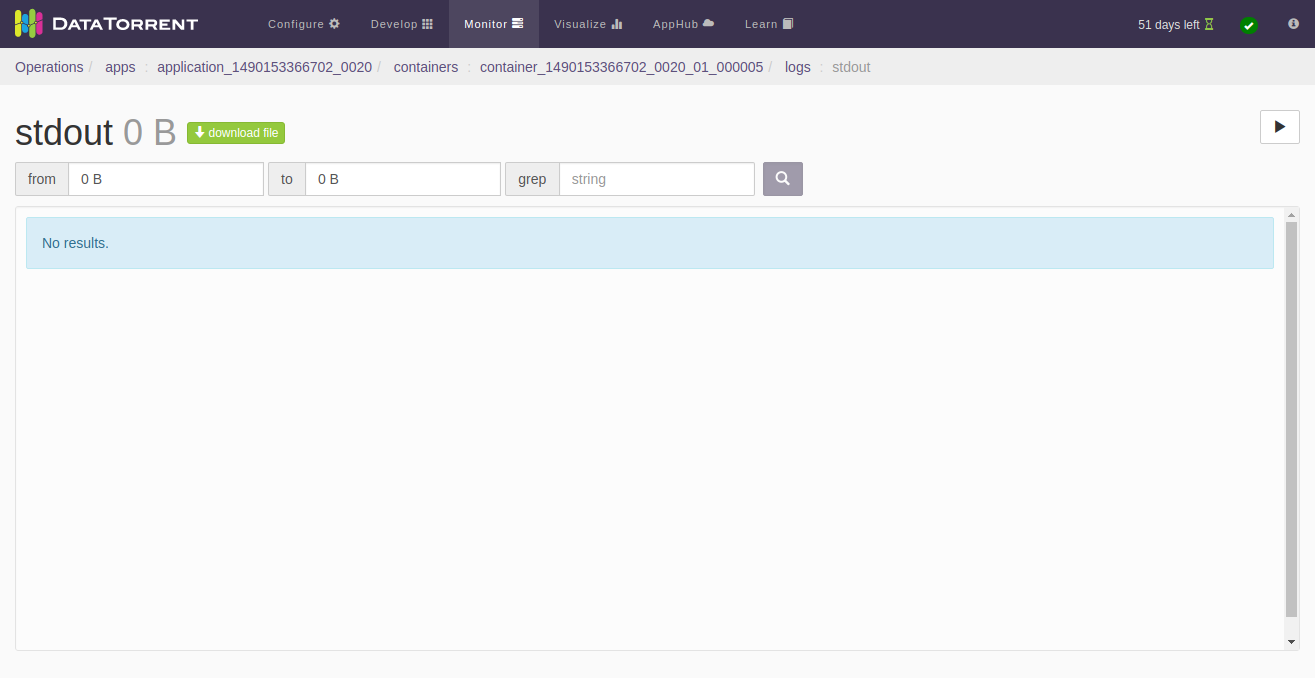 DATATORRENT Configure Develop Monitor Visualize AppHub Learn 51 days left
Operations / apps : application_1490153366702_0020 / containers : container_1490153366702_0020_01_000005 / logs : stdout
stdout 0 B download file
from 0 B to 0 B grep string
No results.